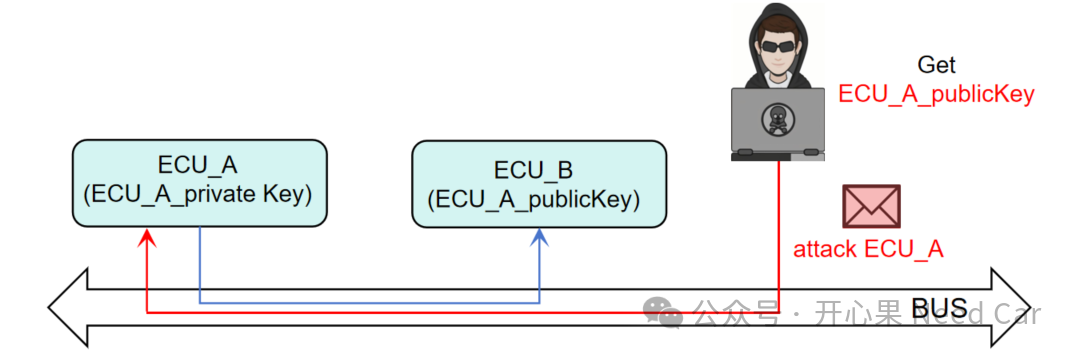 Get
ECU_A_publicKey
ECU_A
(ECU_A_private Key)
ECU_B
(ECU_A_publicKey)
attack ECU_A
BUS
公众号 · 开心果 Need Car